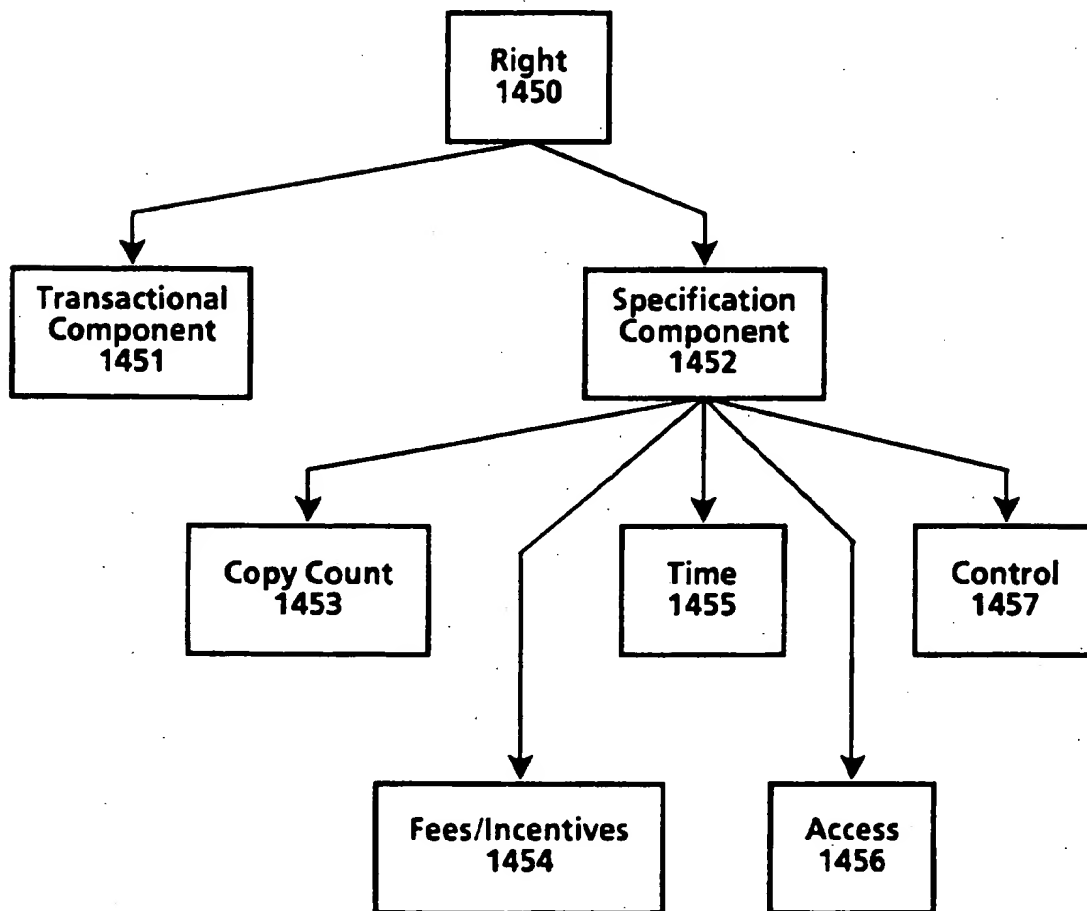 Right
1450
Transactional
Component
1451
Specification
Component
1452
Copy Count
1453
Time
1455
Control
1457
Fees/Incentives
1454
Access
1456